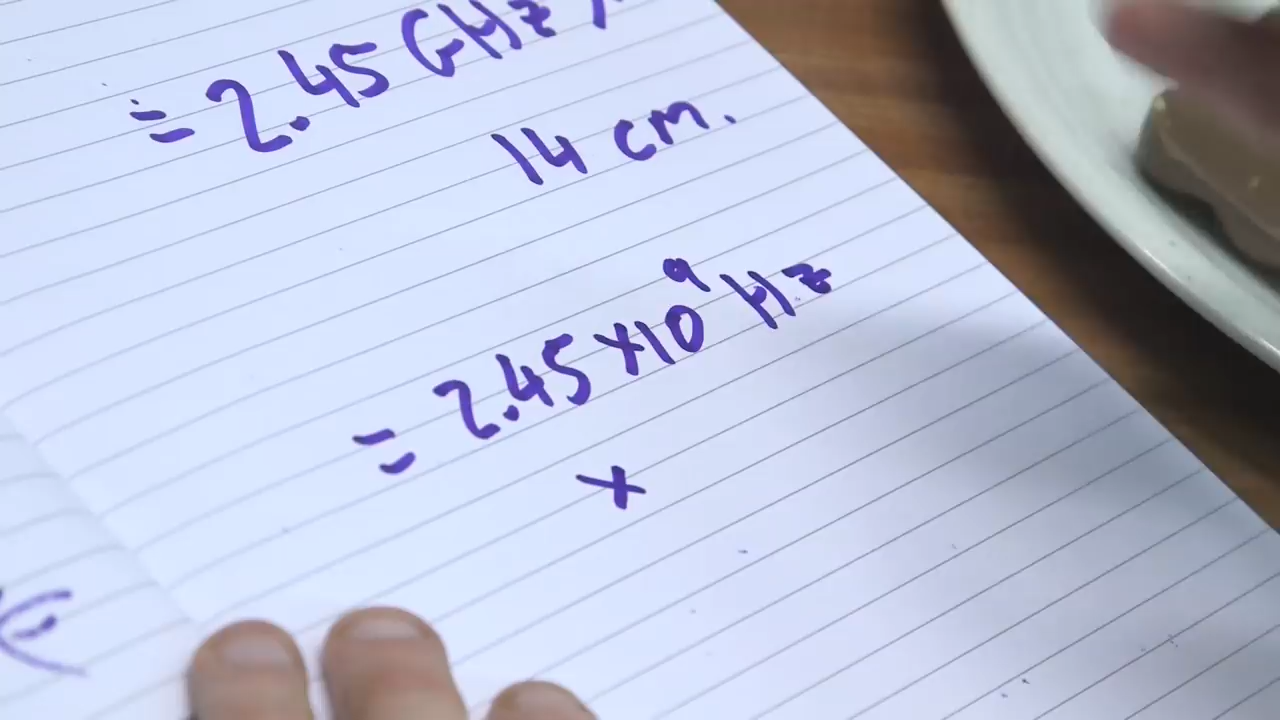 = 2.45 GHz x
14 cm.
= 2.45 x 10⁹ Hz
x